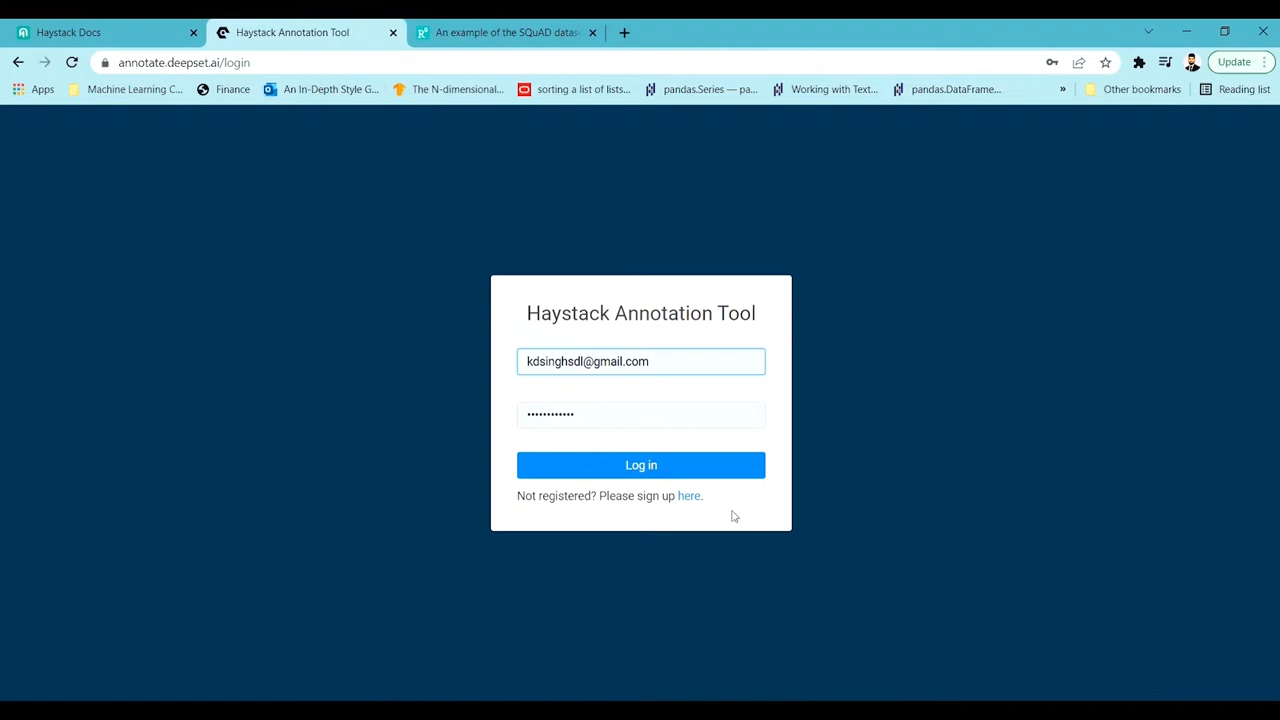 Haystack Docs
Haystack Annotation Tool
An example of the SQuAD datas
annotate.deepset.ai/login
Update
Apps
Machine Learning C...
Finance
An In-Depth Style G...
The N-dimensional...
sorting a list of lists...
pandas.Series — pa...
Working with Text...
pandas.DataFrame...
»
Other bookmarks
Reading list
Haystack Annotation Tool
kdsinghsdl@gmail.com
••••••••••••
Log in
Not registered? Please sign up here.